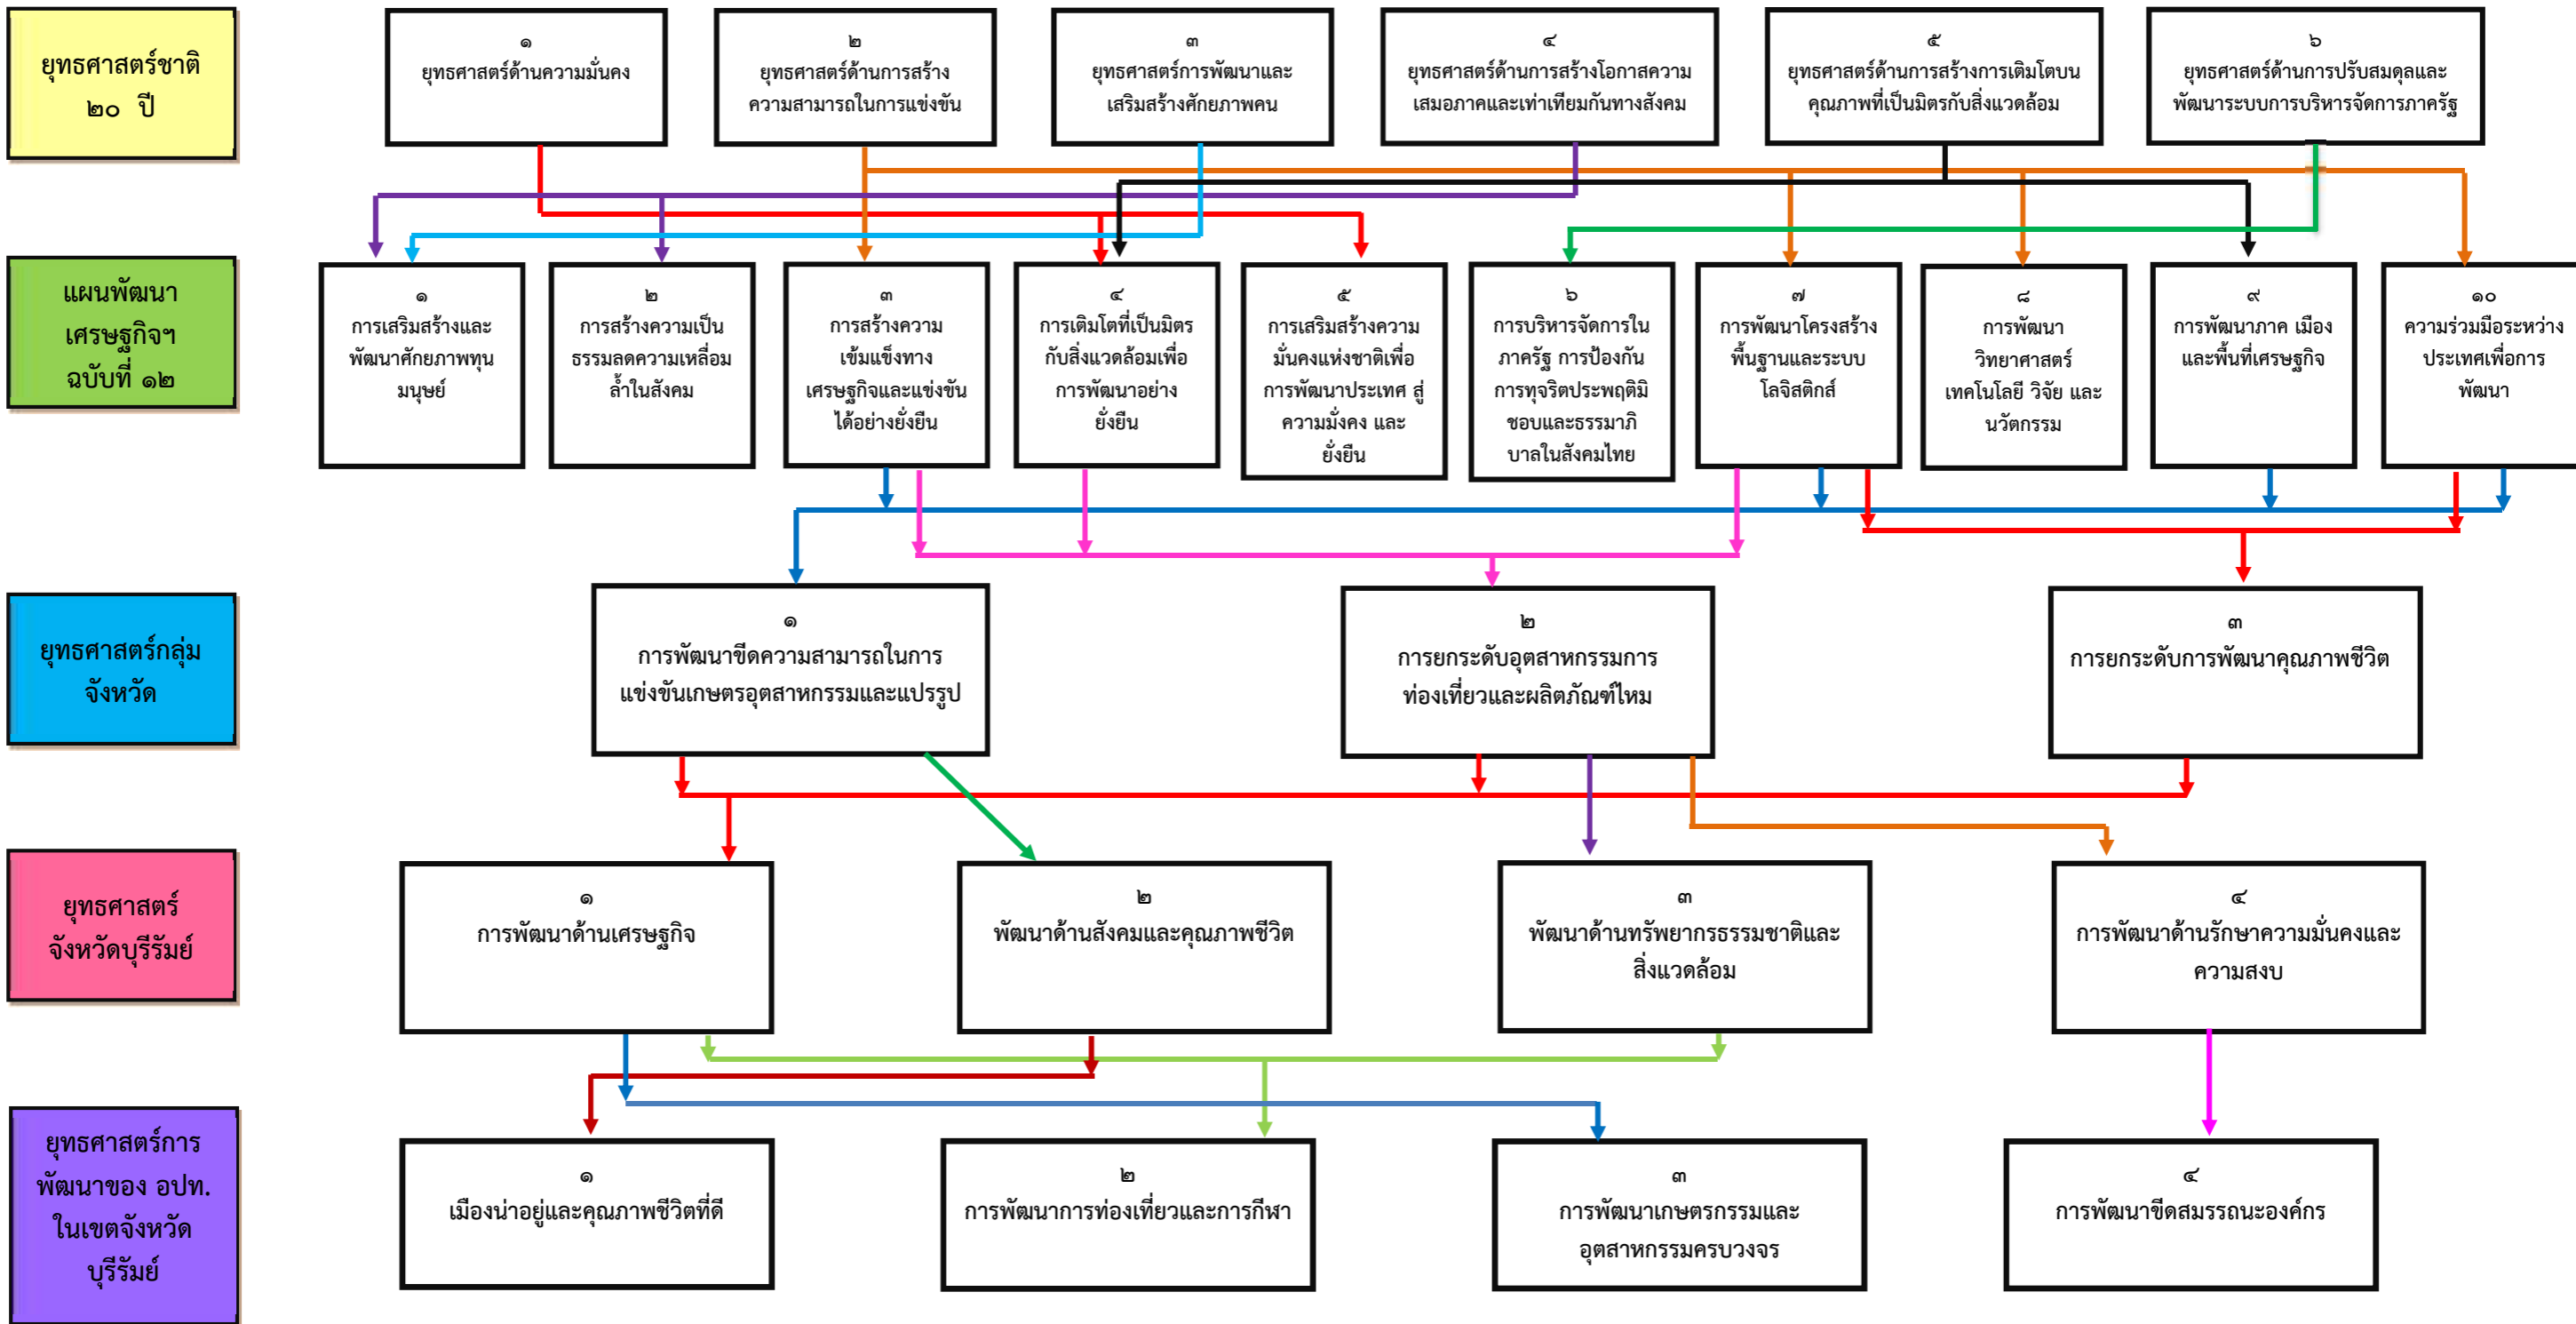 ยุทธศาสตร์ชาติ
๒๐ ปี
๑
ยุทธศาสตร์ด้านความมั่นคง
๒
ยุทธศาสตร์ด้านการสร้าง
ความสามารถในการแข่งขัน
๓
ยุทธศาสตร์การพัฒนาและ
เสริมสร้างศักยภาพคน
๔
ยุทธศาสตร์ด้านการสร้างโอกาสความ
เสมอภาคและเท่าเทียมกันทางสังคม
๕
ยุทธศาสตร์ด้านการสร้างการเติมโตบน
คุณภาพที่เป็นมิตรกับสิ่งแวดล้อม
๖
ยุทธศาสตร์ด้านการปรับสมดุลและ
พัฒนาระบบการบริหารจัดการภาครัฐ
แผนพัฒนา
เศรษฐกิจฯ
ฉบับที่ ๑๒
๑
การเสริมสร้างและ
พัฒนาศักยภาพทุน
มนุษย์
๒
การสร้างความเป็น
ธรรมลดความเหลื่อม
ล้ำในสังคม
๓
การสร้างความ
เข้มแข็งทาง
เศรษฐกิจและแข่งขัน
ได้อย่างยั่งยืน
๔
การเติมโตที่เป็นมิตร
กับสิ่งแวดล้อมเพื่อ
การพัฒนาอย่าง
ยั่งยืน
๕
การเสริมสร้างความ
มั่นคงแห่งชาติเพื่อ
การพัฒนาประเทศ สู่
ความมั่งคง และ
ยั่งยืน
๖
การบริหารจัดการใน
ภาครัฐ การป้องกัน
การทุจริตประพฤติมิ
ชอบและธรรมาภิ
บาลในสังคมไทย
๗
การพัฒนาโครงสร้าง
พื้นฐานและระบบ
โลจิสติกส์
๘
การพัฒนา
วิทยาศาสตร์
เทคโนโลยี วิจัย และ
นวัตกรรม
๙
การพัฒนาภาค เมือง
และพื้นที่เศรษฐกิจ
๑๐
ความร่วมมือระหว่าง
ประเทศเพื่อการ
พัฒนา
ยุทธศาสตร์กลุ่ม
จังหวัด
๑
การพัฒนาขีดความสามารถในการ
แข่งขันเกษตรอุตสาหกรรมและแปรรูป
๒
การยกระดับอุตสาหกรรมการ
ท่องเที่ยวและผลิตภัณฑ์ไหม
๓
การยกระดับการพัฒนาคุณภาพชีวิต
ยุทธศาสตร์
จังหวัดบุรีรัมย์
๑
การพัฒนาด้านเศรษฐกิจ
๒
พัฒนาด้านสังคมและคุณภาพชีวิต
๓
พัฒนาด้านทรัพยากรธรรมชาติและ
สิ่งแวดล้อม
๔
การพัฒนาด้านรักษาความมั่นคงและ
ความสงบ
ยุทธศาสตร์การ
พัฒนาของ อปท.
ในเขตจังหวัด
บุรีรัมย์
๑
เมืองน่าอยู่และคุณภาพชีวิตที่ดี
๒
การพัฒนาการท่องเที่ยวและการกีฬา
๓
การพัฒนาเกษตรกรรมและ
อุตสาหกรรมครบวงจร
๔
การพัฒนาขีดสมรรถนะองค์กร